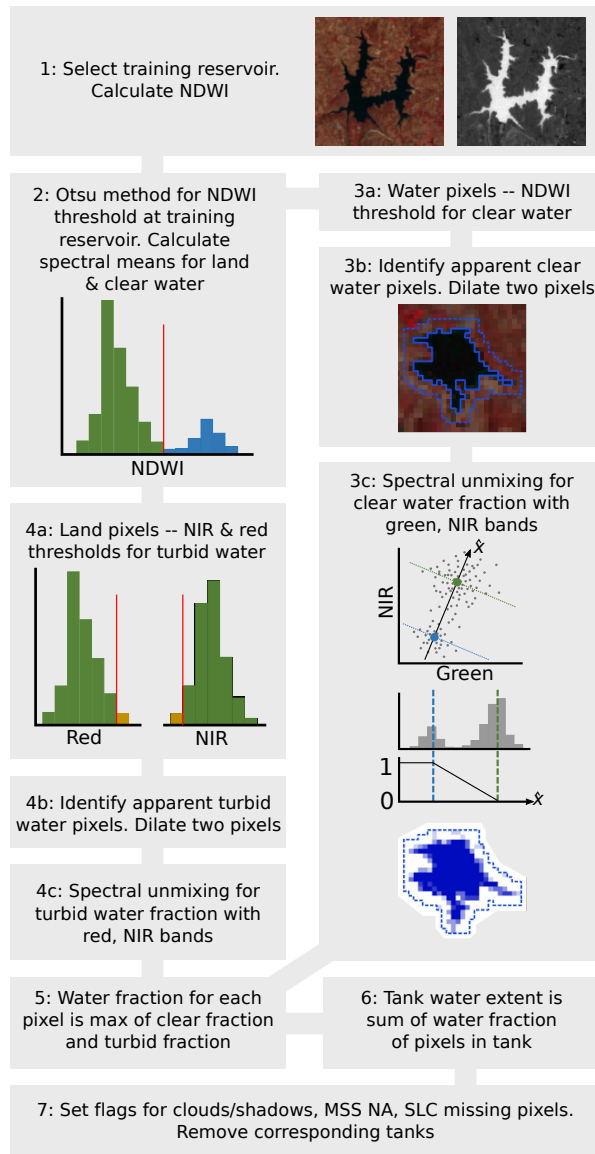 1: Select training reservoir.
Calculate NDWI
2: Otsu method for NDWI
threshold at training
reservoir. Calculate
spectral means for land
& clear water
NDWI
3a: Water pixels -- NDWI
threshold for clear water
3b: Identify apparent clear
water pixels. Dilate two pixels
3c: Spectral unmixing for
clear water fraction with
green, NIR bands
x̂
NIR
Green
1
0
x̂
4a: Land pixels -- NIR & red
thresholds for turbid water
Red
NIR
4b: Identify apparent turbid
water pixels. Dilate two pixels
4c: Spectral unmixing for
turbid water fraction with
red, NIR bands
5: Water fraction for each
pixel is max of clear fraction
and turbid fraction
6: Tank water extent is
sum of water fraction
of pixels in tank
7: Set flags for clouds/shadows, MSS NA, SLC missing pixels.
Remove corresponding tanks